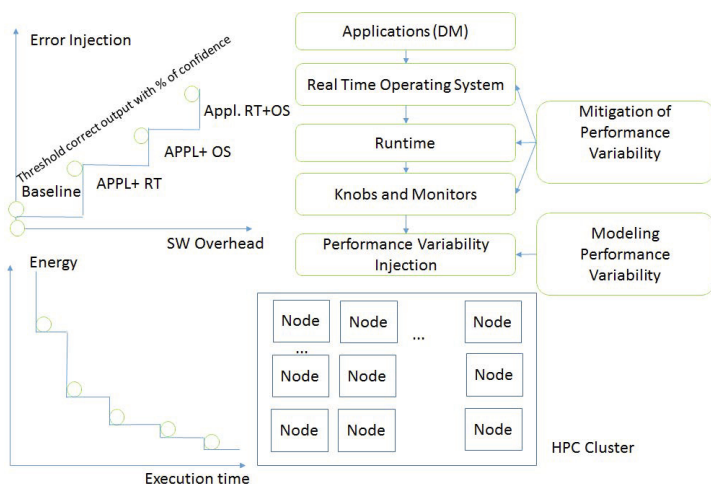 Error Injection
Threshold correct output with % of confidence
Appl. RT+OS
APPL+ OS
Baseline
APPL+ RT
SW Overhead
Applications (DM)
Real Time Operating System
Runtime
Knobs and Monitors
Performance Variability
Injection
Mitigation of
Performance
Variability
Modeling
Performance
Variability
Energy
Execution time
Node
Node
...
Node
...
Node
Node
Node
Node
Node
Node
HPC Cluster